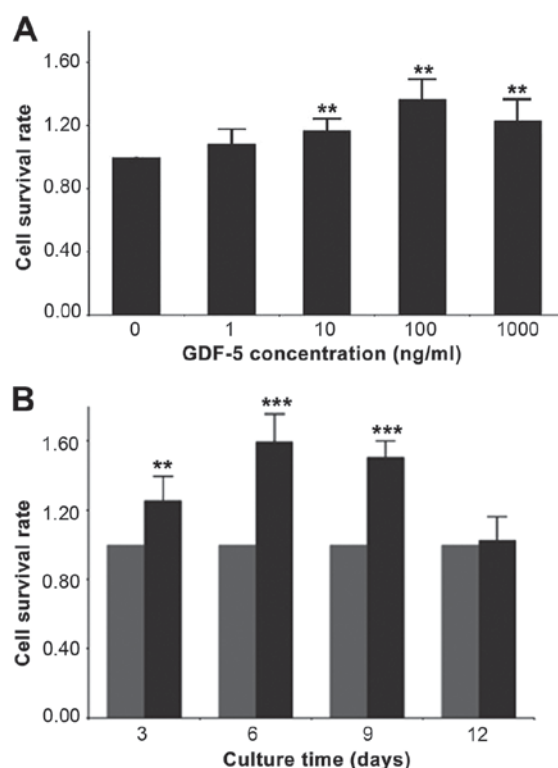 A
Cell survival rate
1.60
1.20
0.80
0.40
0.00
** ** **
0 1 10 100 1000
GDF-5 concentration (ng/ml)
B
Cell survival rate
1.60
1.20
0.80
0.40
0.00
** *** ***
3 6 9 12
Culture time (days)